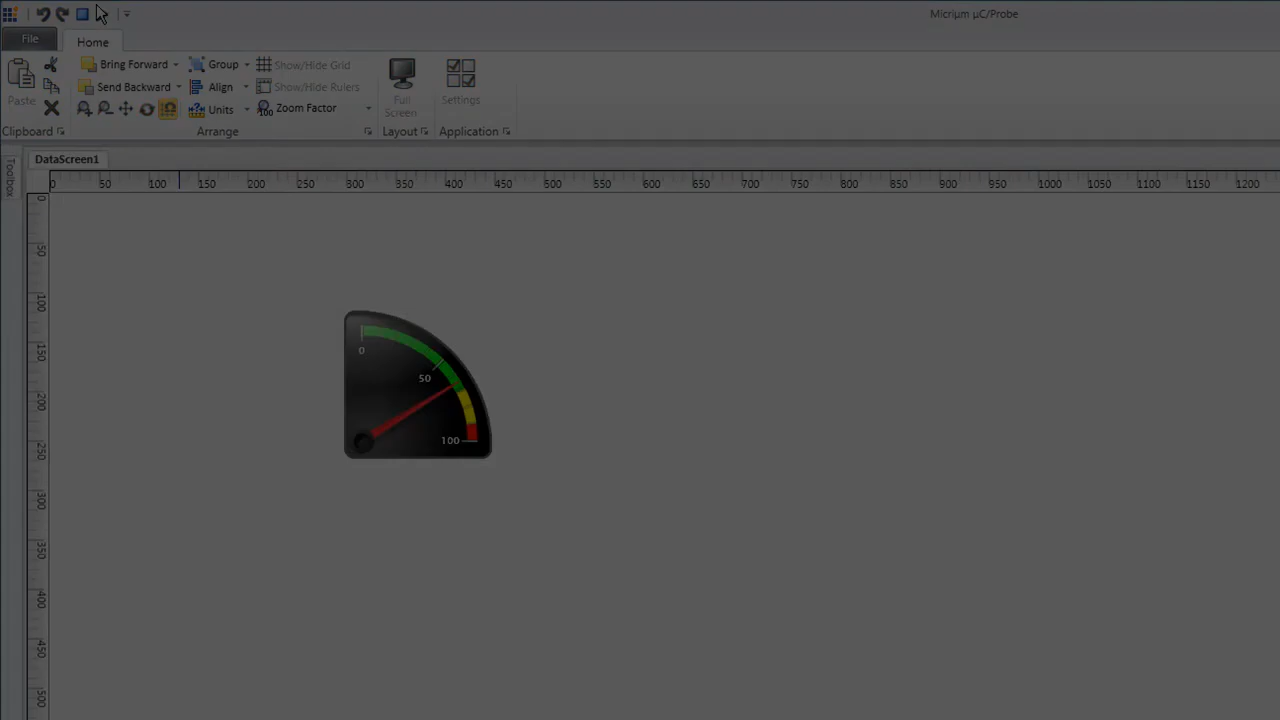 Micriµm µC/Probe
File
Home
Bring Forward
Group
Show/Hide Grid
Send Backward
Align
Show/Hide Rulers
Paste
Full
Screen
Settings
Units
100
Zoom Factor
Clipboard
Arrange
Layout
Application
Toolbox
DataScreen1
0 50 100 150 200 250 300 350 400 450 500 550 600 650 700 750 800 850 900 950 1000 1050 1100 1150 1200
0
50
100
150
200
250
300
350
400
450
500
0
50
100